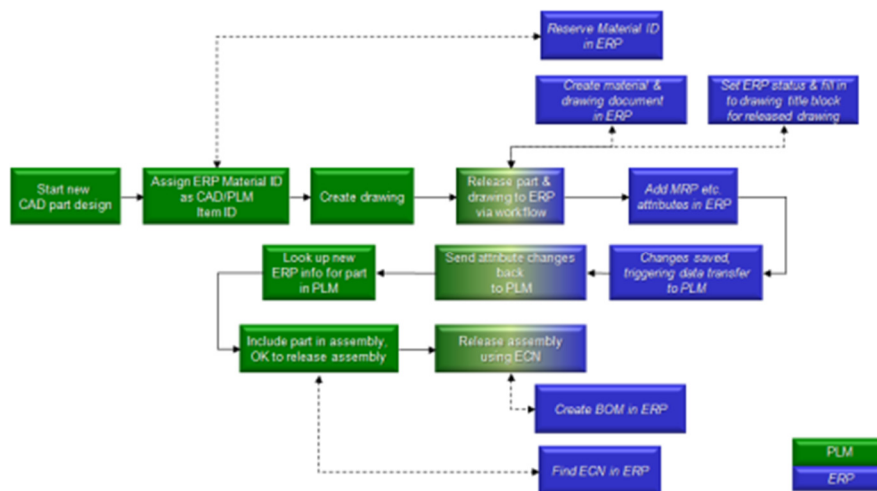 Reserve Material ID
in ERP
Create material &
drawing document
in ERP
Set ERP status & fill in
to drawing title block
for released drawing
Start new
CAD part design
Assign ERP Material ID
as CAD/PLM
Item ID
Create drawing
Release part &
drawing to ERP
via workflow
Add MRP etc.
attributes in ERP
Look up new
ERP info for part
in PLM
Send attribute changes
back
to PLM
Changes saved,
triggering data transfer
to PLM
Include part in assembly,
OK to release assembly
Release assembly
using ECN
Create BOM in ERP
Find ECN in ERP
PLM
ERP